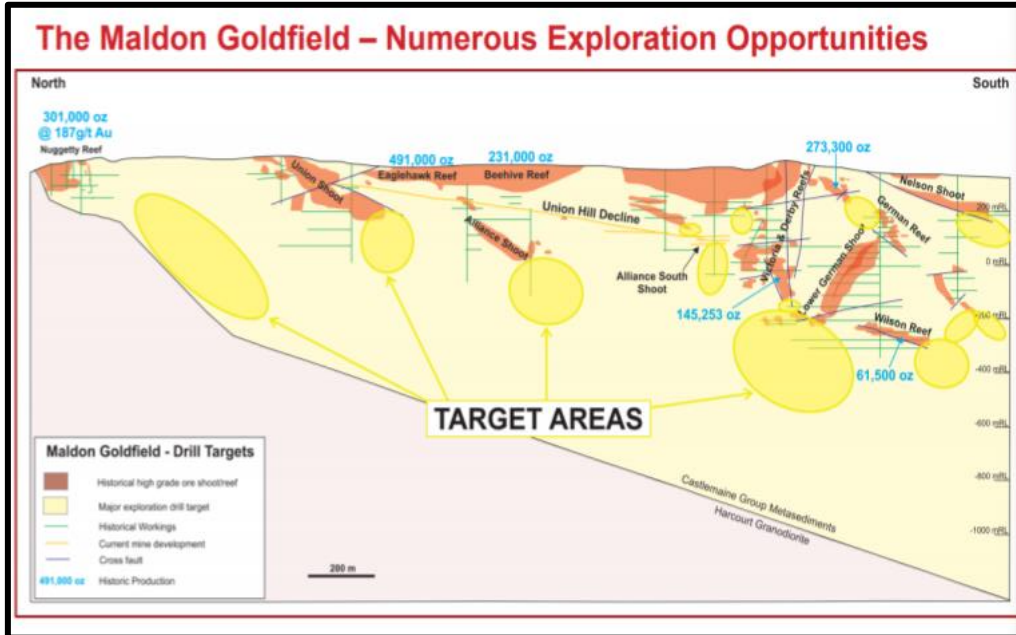 The Maldon Goldfield – Numerous Exploration Opportunities
North
South
301,000 oz
@ 187g/t Au
Nuggetty Reef
Union Shoot
491,000 oz
Eaglehawk Reef
231,000 oz
Beehive Reef
273,300 oz
Nelson Shoot
German Reef
Union Hill Decline
Alliance Shoot
Victoria & Derby Reefs
Lower German Shoot
Alliance South
Shoot
145,253 oz
Wilson Reef
61,500 oz
200 mRL
0 mRL
-400 mRL
-600 mRL
-800 mRL
-1000 mRL
TARGET AREAS
Castlemaine Group Metasediments
Harcourt Granodiorite
Maldon Goldfield - Drill Targets
Historical high grade ore shoot/reef
Major exploration drill target
Historical Workings
Current mine development
Cross fault
491,000 oz Historic Production
200 m